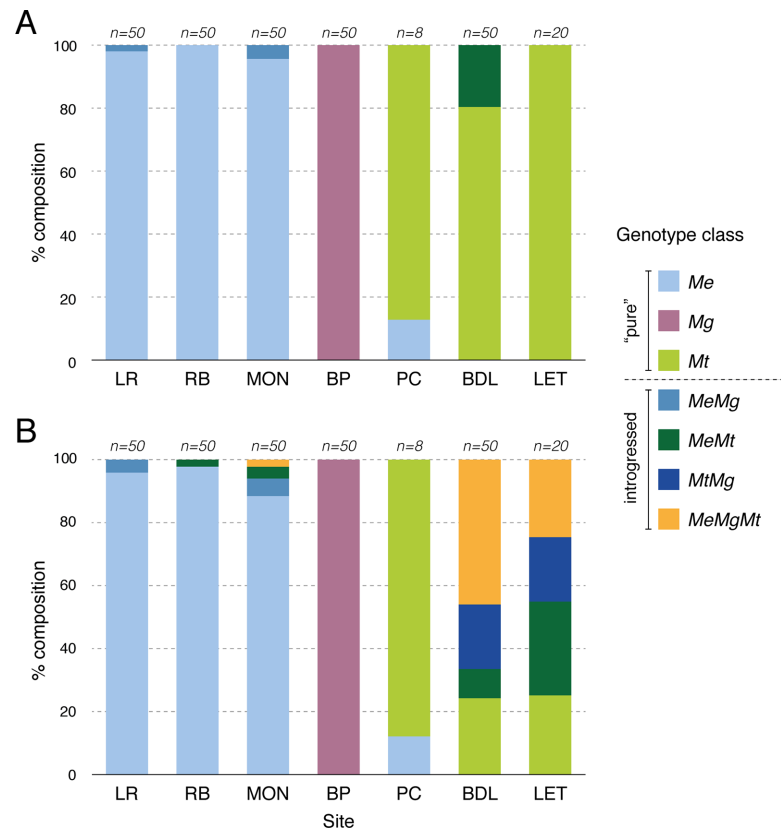 A
n=50 n=50 n=50 n=50 n=8 n=50 n=20
100
80
60
40
20
0
% composition
LR RB MON BP PC BDL LET
B
n=50 n=50 n=50 n=50 n=8 n=50 n=20
100
80
60
40
20
0
% composition
LR RB MON BP PC BDL LET
Site
Genotype class
"pure"
Me
Mg
Mt
introgressed
MeMg
MeMt
MtMg
MeMgMt